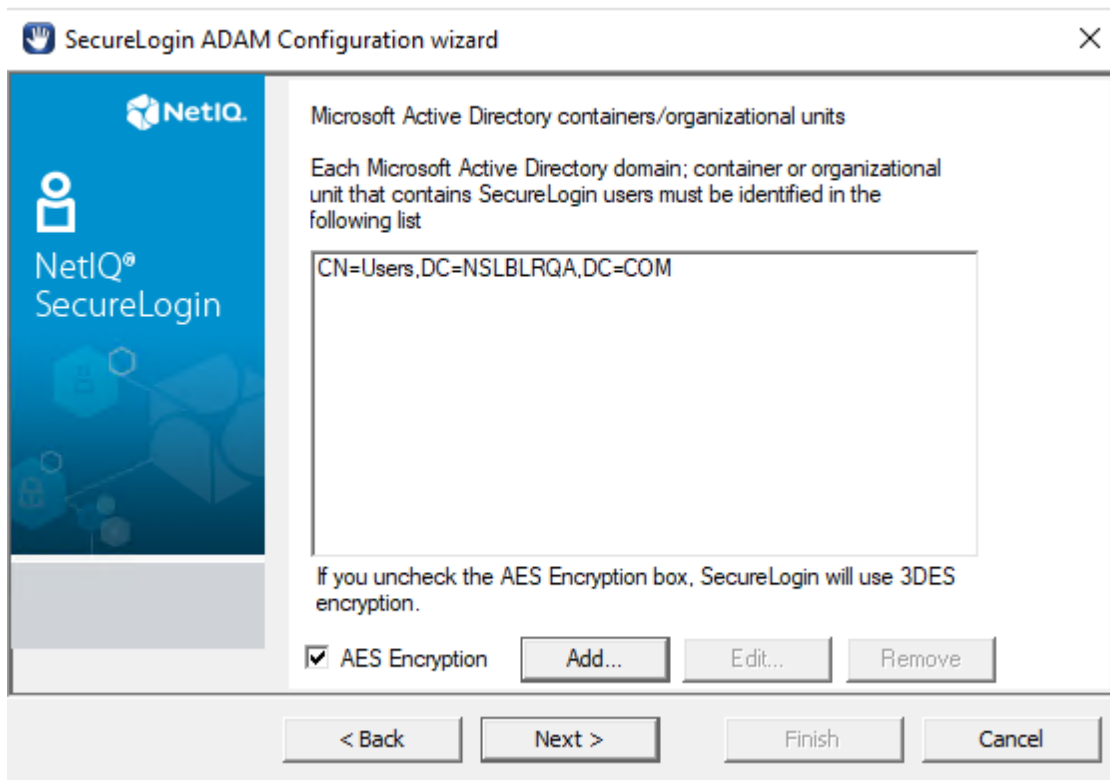 SecureLogin ADAM Configuration wizard
NetIQ.
NetIQ®
SecureLogin
Microsoft Active Directory containers/organizational units
Each Microsoft Active Directory domain; container or organizational
unit that contains SecureLogin users must be identified in the
following list
CN=Users,DC=NSLBLRQA,DC=COM
If you uncheck the AES Encryption box, SecureLogin will use 3DES
encryption.
AES Encryption Add... Edit... Remove
< Back Next > Finish Cancel